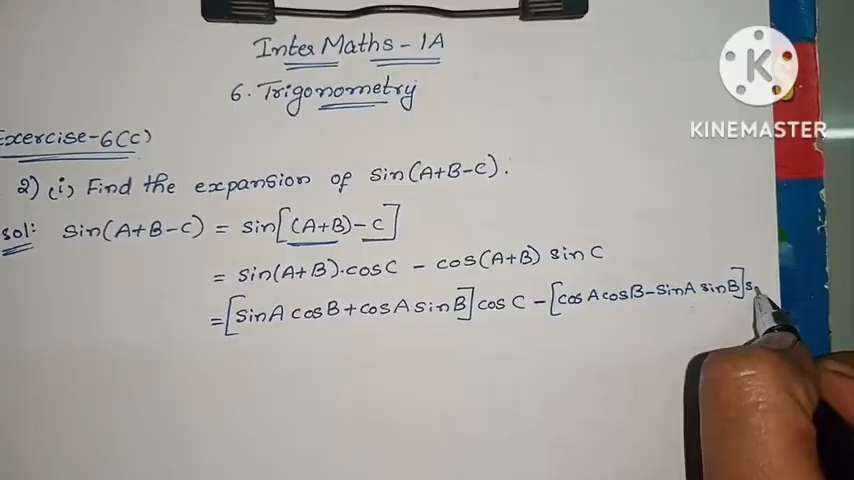 Inter Maths - 1A
6. Trigonometry
KINEMASTER
Exercise-6(c)
2) (i) Find the expansion of sin(A+B-C).
sol: sin(A+B-C) = sin[(A+B)-C]
= sin(A+B).cosC - cos(A+B) sinC
= [sinA cosB + cosA sinB] cosC - [cosA cosB - sinA sinB] s